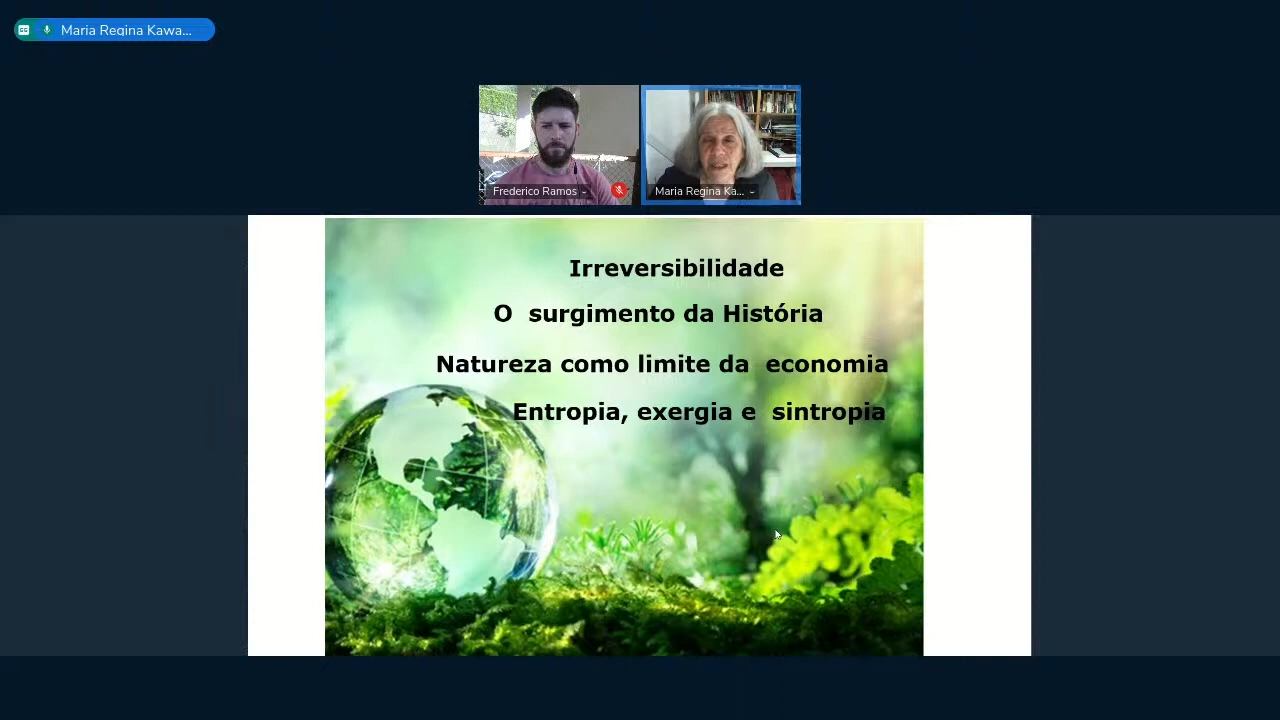 Maria Regina Kawa...
Frederico Ramos
Maria Regina Ka...
Irreversibilidade
O surgimento da História
Natureza como limite da economia
Entropia, exergia e sintropia